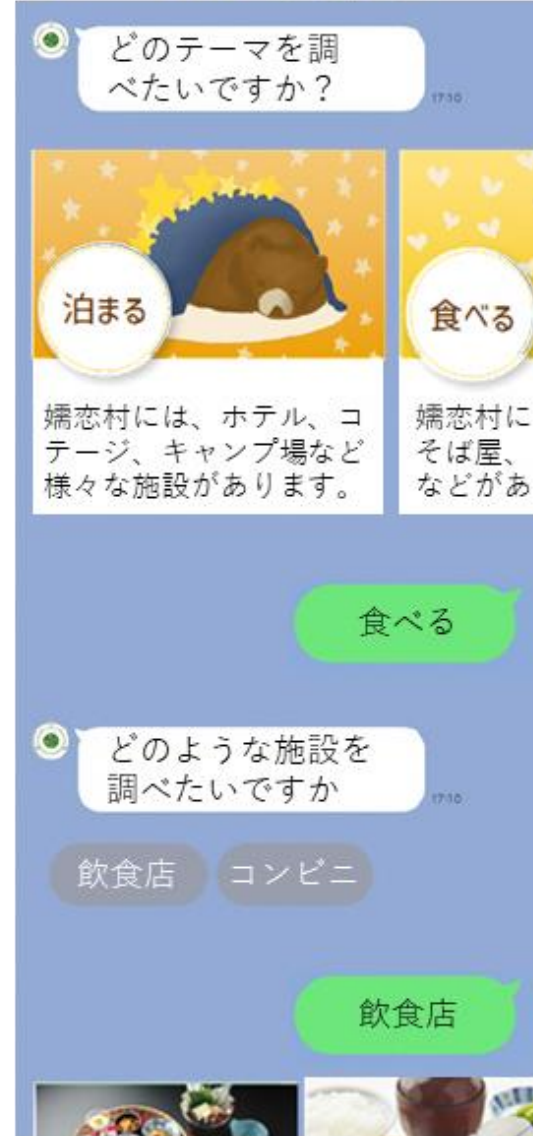 どのテーマを調
べたいですか？
17:10
泊まる
食べる
嬬恋村には、ホテル、コ
テージ、キャンプ場など
様々な施設があります。
嬬恋村に
そば屋、
などがあ
食べる
どのような施設を
調べたいですか
17:10
飲食店
コンビニ
飲食店